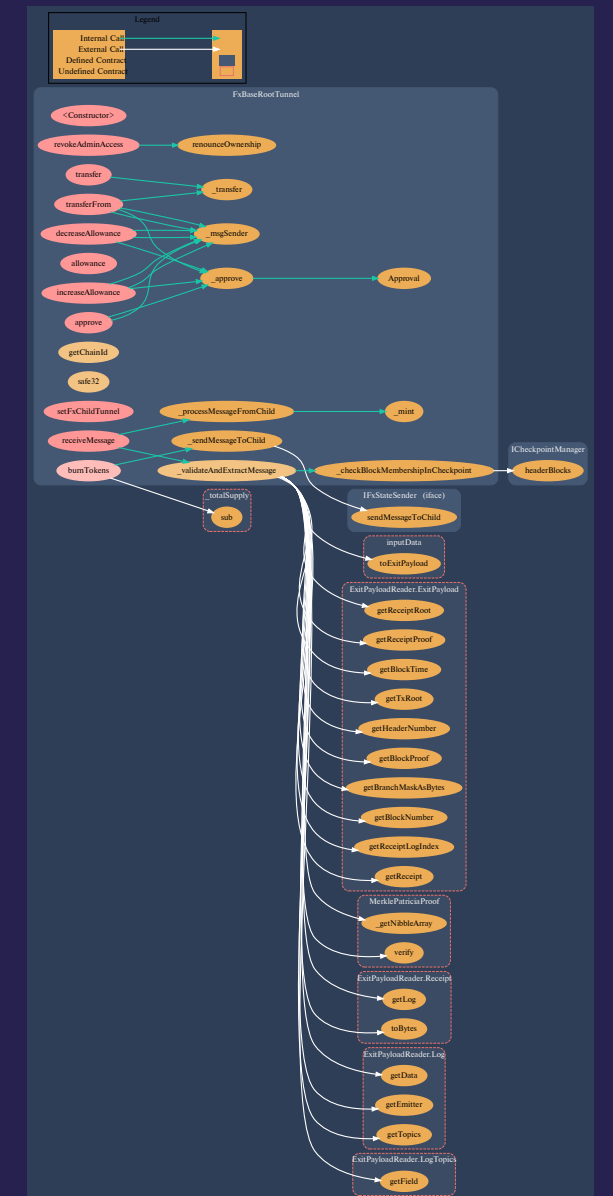 Legend
Internal Call
External Call
Defined Contract
Undefined Contract
FxBaseRootTunnel
<Constructor>
revokeAdminAccess
renounceOwnership
transfer
_transfer
transferFrom
decreaseAllowance
_msgSender
allowance
_approve
Approval
increaseAllowance
approve
getChainId
safe32
setFxChildTunnel
_processMessageFromChild
_mint
receiveMessage
_sendMessageToChild
burnTokens
_validateAndExtractMessage
_checkBlockMembershipInCheckpoint
ICheckpointManager
headerBlocks
_totalSupply
sub
IFxStateSender (iface)
sendMessageToChild
inputData
toExitPayload
ExitPayloadReader.ExitPayload
getReceiptRoot
getReceiptProof
getBlockTime
getTxRoot
getHeaderNumber
getBlockProof
getBranchMaskAsBytes
getBlockNumber
getReceiptLogIndex
getReceipt
MerklePatriciaProof
_getNibbleArray
verify
ExitPayloadReader.Receipt
getLog
toBytes
ExitPayloadReader.Log
getData
getEmitter
getTopics
ExitPayloadReader.LogTopics
getField